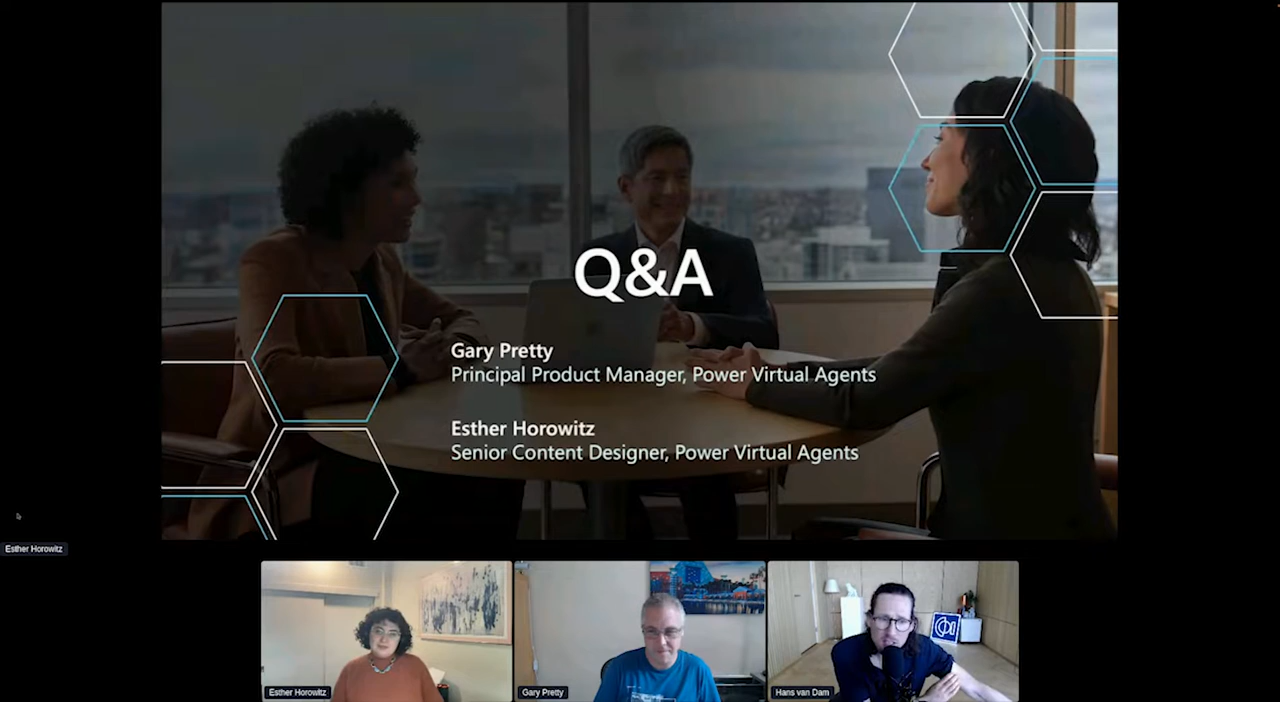 Q&A
Gary Pretty
Principal Product Manager, Power Virtual Agents
Esther Horowitz
Senior Content Designer, Power Virtual Agents
Esther Horowitz
Esther Horowitz
Gary Pretty
Hans van Dam